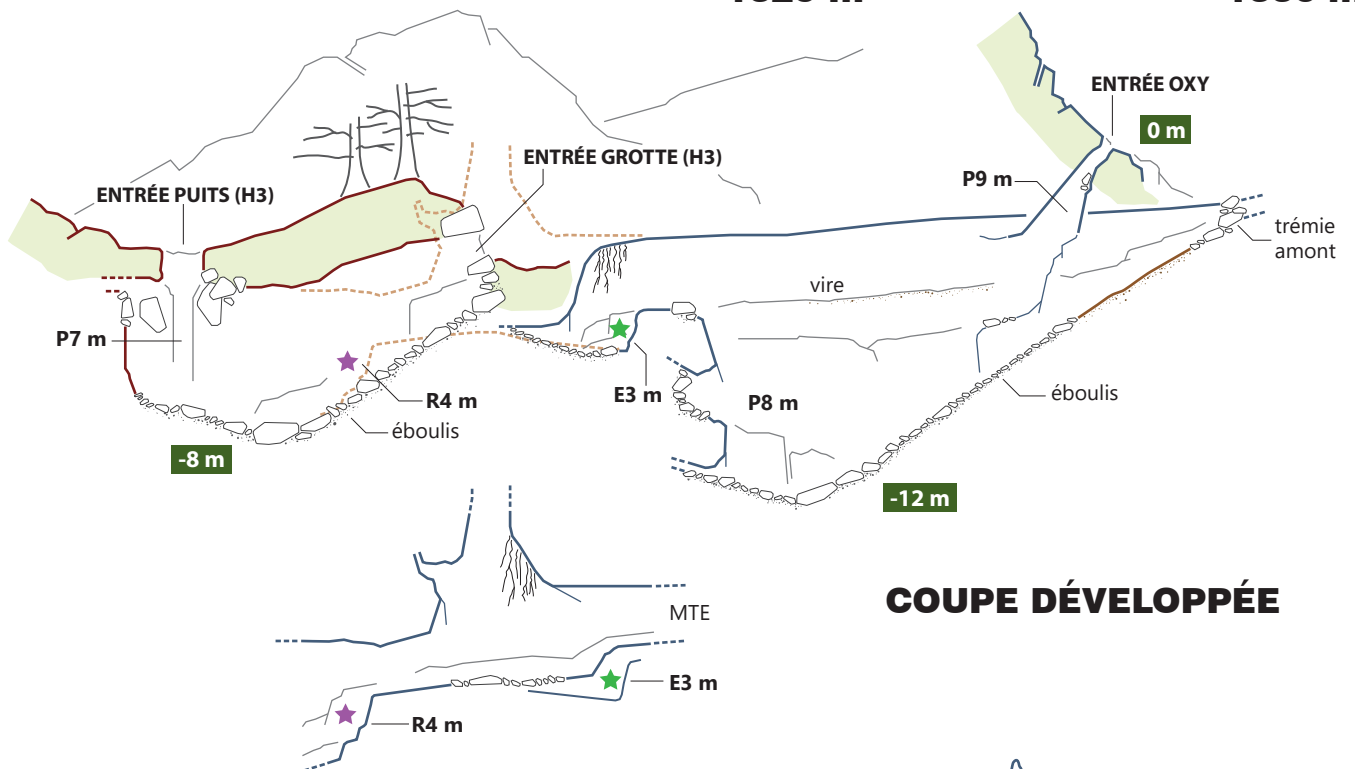 ENTRÉE OXY
0 m
ENTRÉE GROTTE (H3)
P9 m
ENTRÉE PUITS (H3)
trémie
amont
vire
P7 m
E3 m
éboulis
R4 m
P8 m
éboulis
-8 m
-12 m
COUPE DÉVELOPPÉE
MTE
E3 m
R4 m